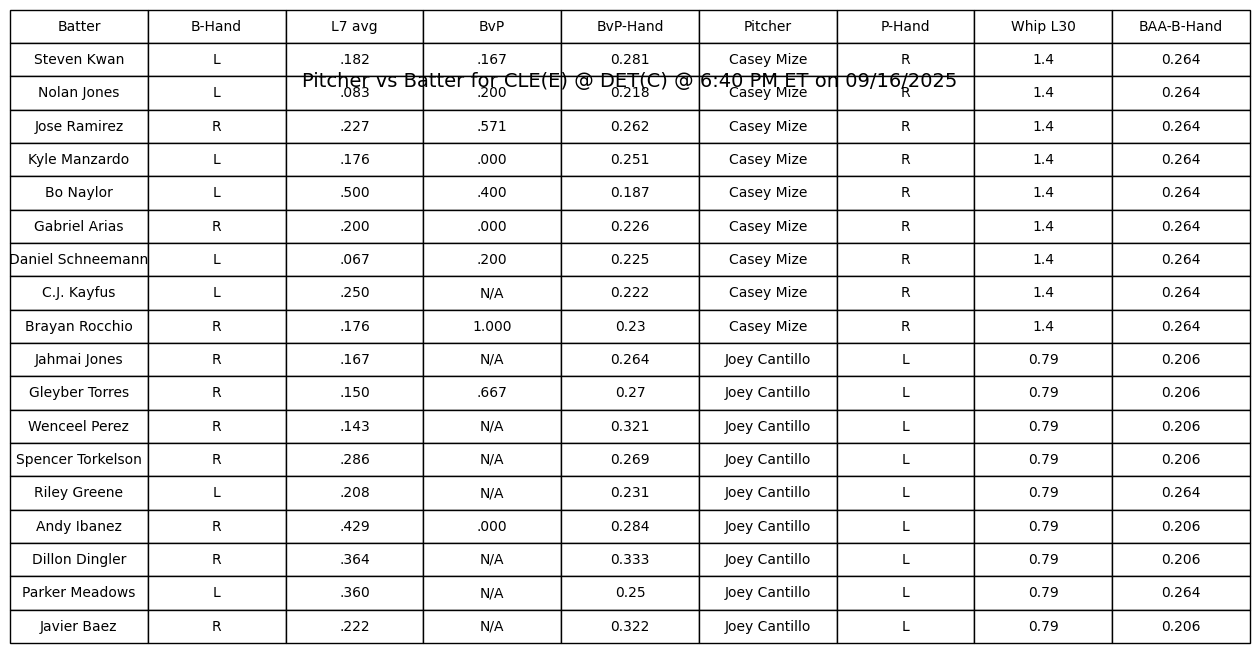 Batter B-Hand L7 avg BvP BvP-Hand Pitcher P-Hand Whip L30 BAA-B-Hand
Steven Kwan L .182 .167 0.281 Casey Mize R 1.4 0.264
Pitcher vs Batter for CLE(E) @ DET(C) @ 6:40 PM ET on 09/16/2025
Nolan Jones L .083 .200 0.218 Casey Mize R 1.4 0.264
Jose Ramirez R .227 .571 0.262 Casey Mize R 1.4 0.264
Kyle Manzardo L .176 .000 0.251 Casey Mize R 1.4 0.264
Bo Naylor L .500 .400 0.187 Casey Mize R 1.4 0.264
Gabriel Arias R .200 .000 0.226 Casey Mize R 1.4 0.264
Daniel Schneemann L .067 .200 0.225 Casey Mize R 1.4 0.264
C.J. Kayfus L .250 N/A 0.222 Casey Mize R 1.4 0.264
Brayan Rocchio R .176 1.000 0.23 Casey Mize R 1.4 0.264
Jahmai Jones R .167 N/A 0.264 Joey Cantillo L 0.79 0.206
Gleyber Torres R .150 .667 0.27 Joey Cantillo L 0.79 0.206
Wenceel Perez R .143 N/A 0.321 Joey Cantillo L 0.79 0.206
Spencer Torkelson R .286 N/A 0.269 Joey Cantillo L 0.79 0.206
Riley Greene L .208 N/A 0.231 Joey Cantillo L 0.79 0.264
Andy Ibanez R .429 .000 0.284 Joey Cantillo L 0.79 0.206
Dillon Dingler R .364 N/A 0.333 Joey Cantillo L 0.79 0.206
Parker Meadows L .360 N/A 0.25 Joey Cantillo L 0.79 0.264
Javier Baez R .222 N/A 0.322 Joey Cantillo L 0.79 0.206